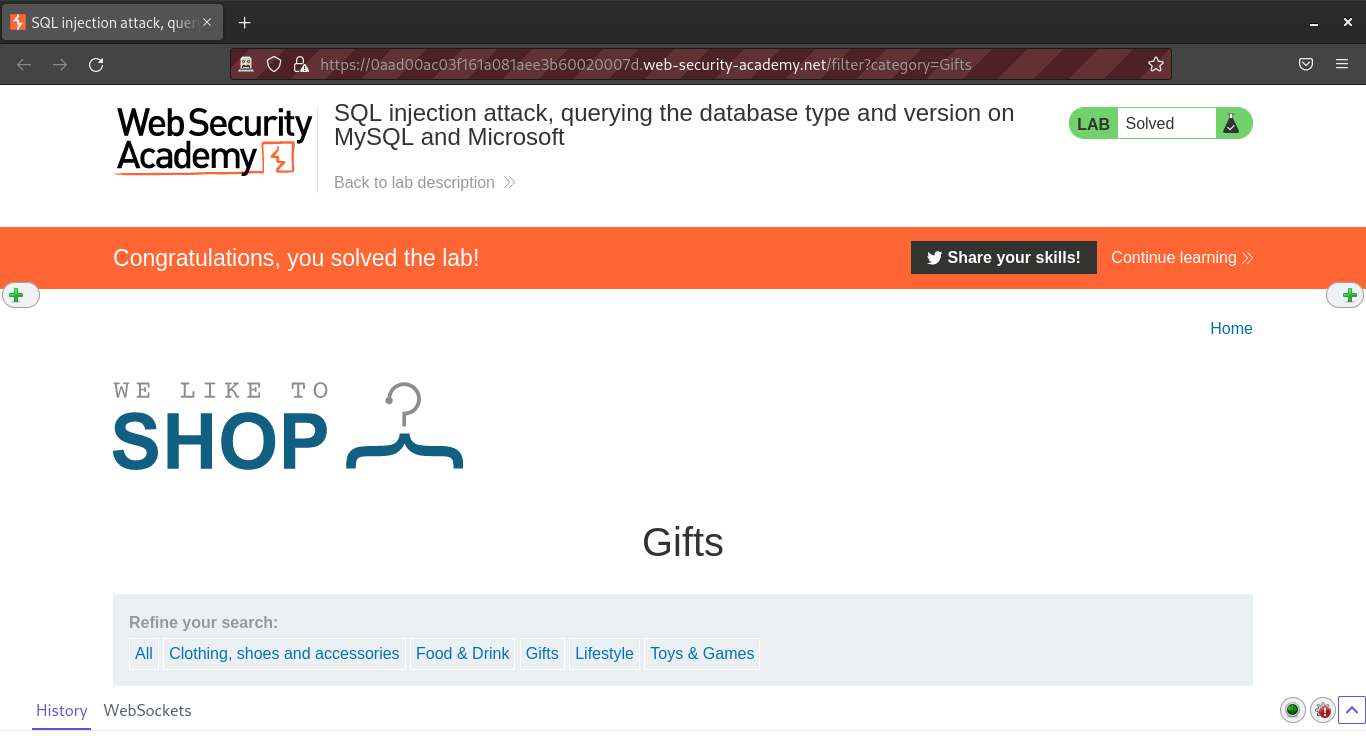 SQL injection attack, query
https://0aad00ac03f161a081aee3b60020007d.web-security-academy.net/filter?category=Gifts
Web Security
Academy
SQL injection attack, querying the database type and version on
MySQL and Microsoft
LAB Solved
Back to lab description
Congratulations, you solved the lab!
Share your skills! Continue learning
Home
WE LIKE TO
SHOP
Gifts
Refine your search:
All Clothing, shoes and accessories Food & Drink Gifts Lifestyle Toys & Games
History WebSockets